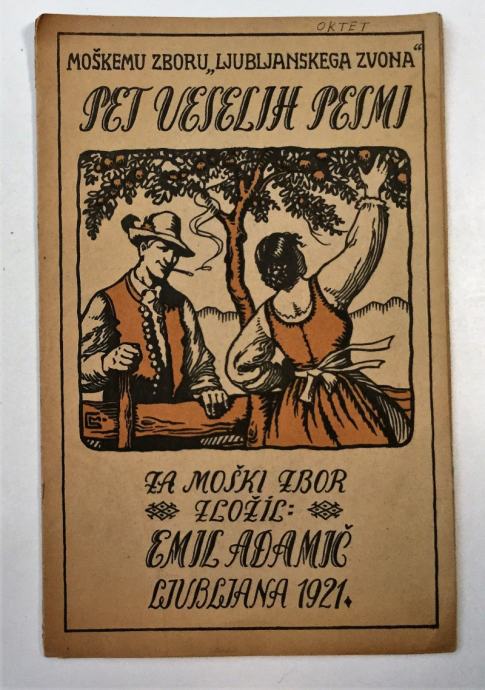 OKTET
MOŠKEMU ZBORU „LJUBLJANSKEGA ZVONA“
PET VESELIH PESMI
ZA MOŠKI ZBOR
ZLOŽIL:
EMIL ADAMIČ
LJUBLJANA 1921.